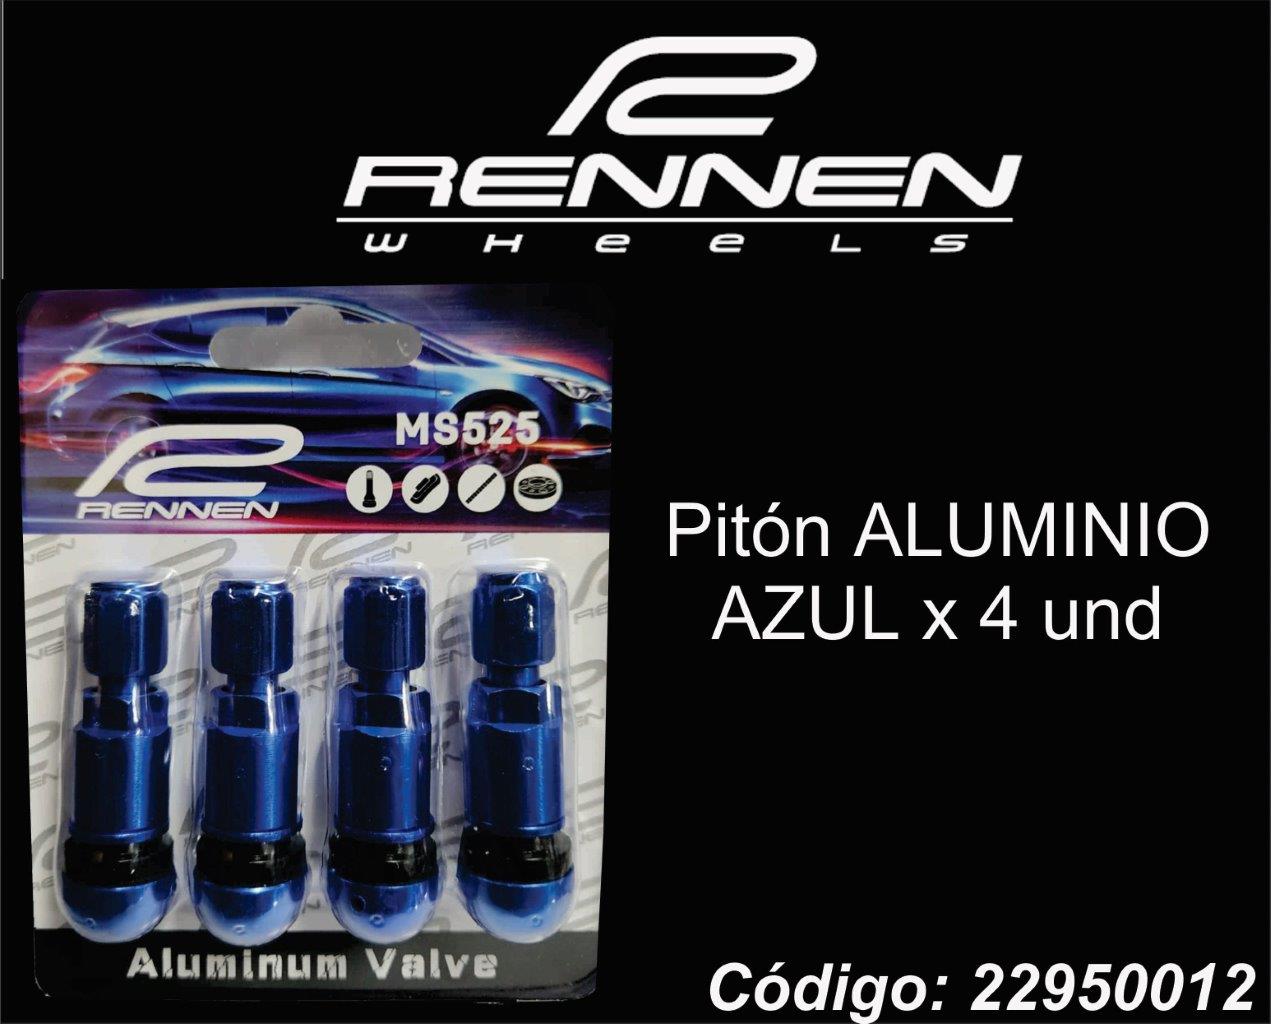 RENNEN
WHEELS
MS525
RENNEN
Pitón ALUMINIO
AZUL x 4 und
Aluminum Valve
Código: 22950012